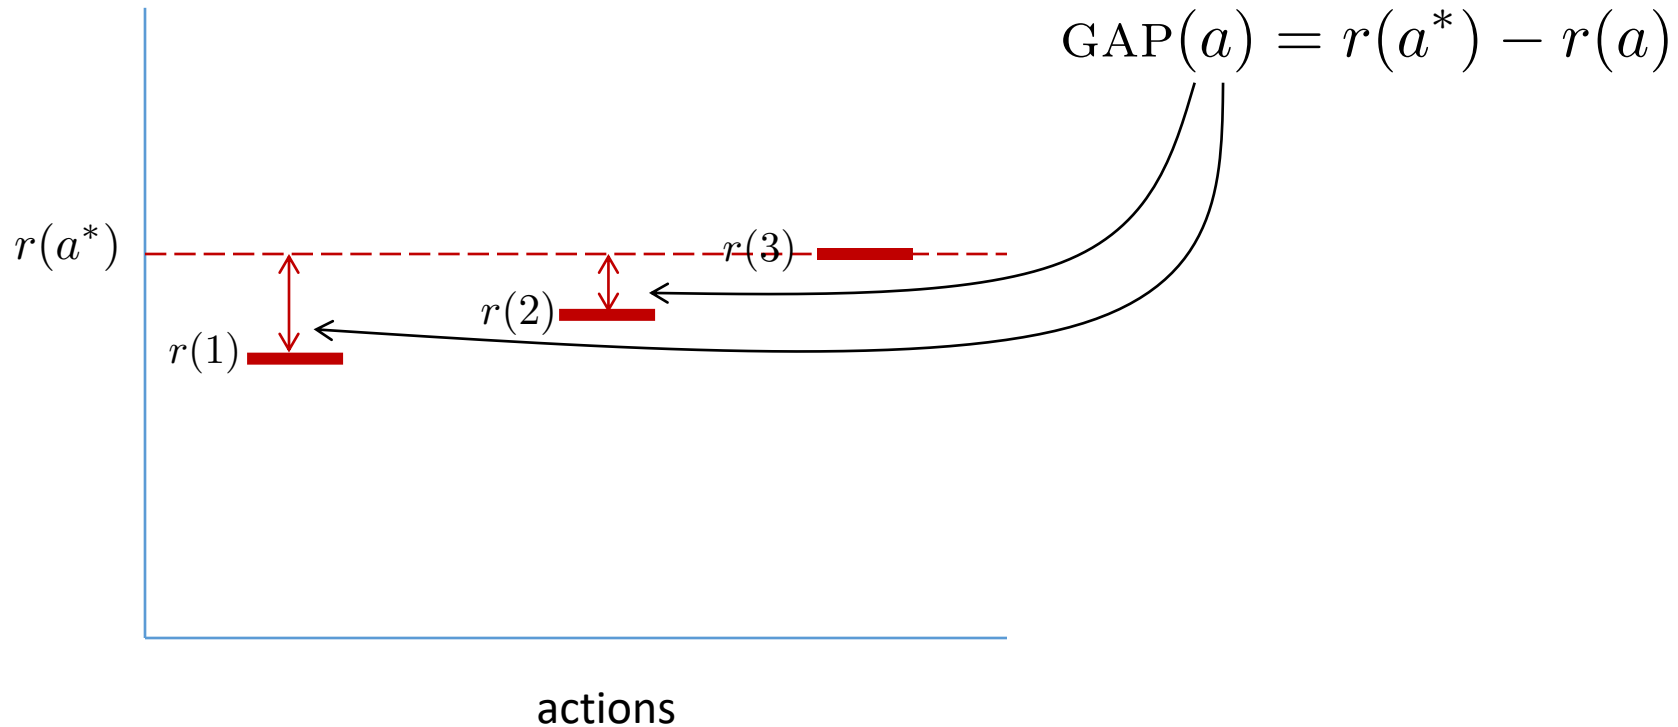 GAP(a) = r(a*) − r(a)
r(a*)
r(3)
r(2)
r(1)
actions